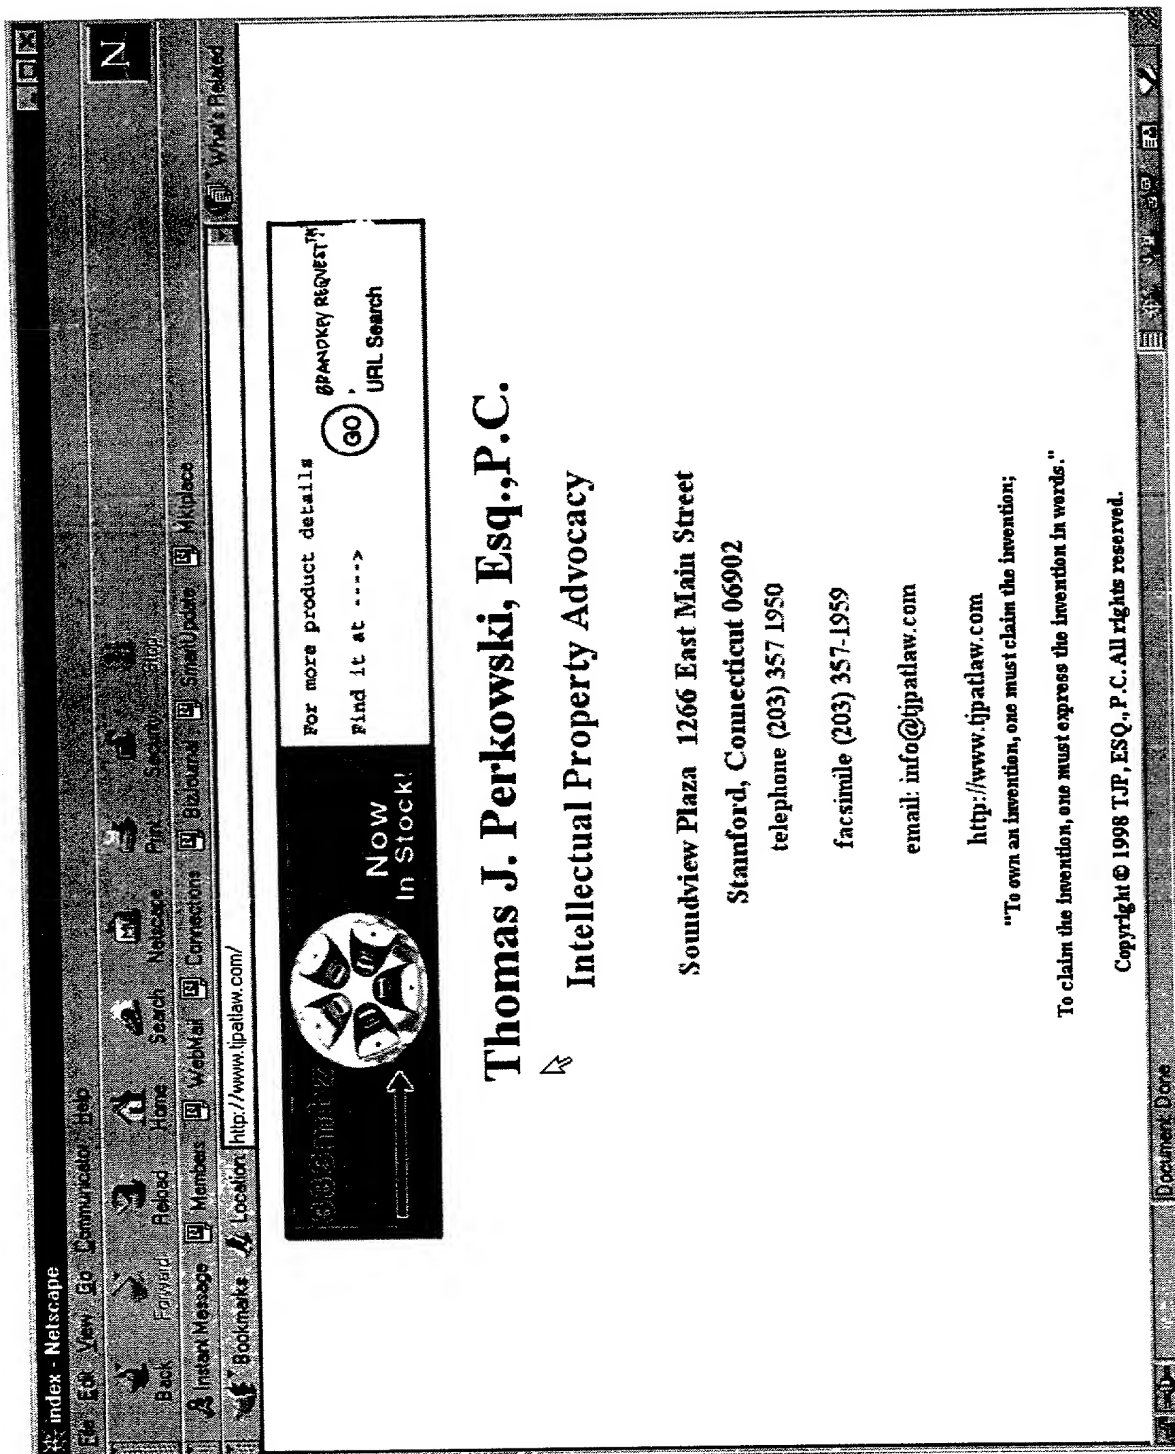 index - Netscape
File Edit View Go Communicator Help
Back Forward Reload Home Search Netscape Print Security Stop
N
Instant Message Members WebMail Connections BizJournal SmartUpdate Mktplace
Bookmarks Location: http://www.tjpatlaw.com/ What's Related
Now
In Stock!
For more product details
Find it at ---->
GO
BRANDKEY REQUEST™
URL Search
Thomas J. Perkowski, Esq.,P.C.
Intellectual Property Advocacy
Soundview Plaza 1266 East Main Street
Stamford, Connecticut 06902
telephone (203) 357 1950
facsimile (203) 357-1959
email: info@tjpatlaw.com
http://www.tjpatlaw.com
"To own an invention, one must claim the invention;
To claim the invention, one must express the invention in words."
Copyright © 1998 TJP, ESQ., P.C. All rights reserved.
Document: Done